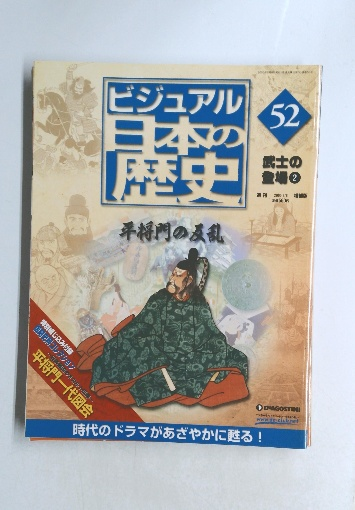 ビジュアル
日本の
歴史
52
武士の
登場2
週刊
平将門の反乱
平将門一代図会
DeAGOSTINI
時代のドラマがあざやかに甦る!